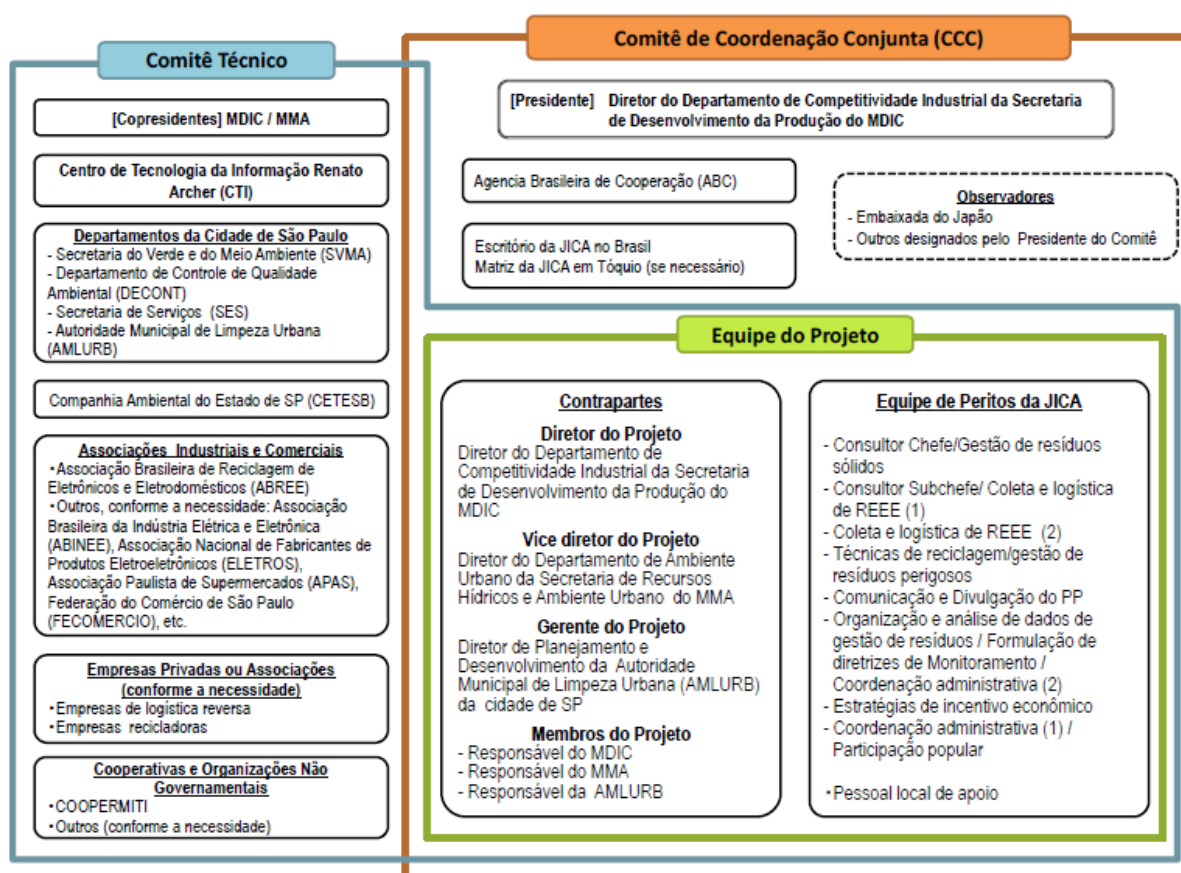 Comitê Técnico
[Copresidentes] MDIC / MMA
Centro de Tecnologia da Informação Renato
Archer (CTI)
Departamentos da Cidade de São Paulo
- Secretaria do Verde e do Meio Ambiente (SVMA)
- Departamento de Controle de Qualidade
Ambiental (DECONT)
- Secretaria de Serviços (SES)
- Autoridade Municipal de Limpeza Urbana
(AMLURB)
Companhia Ambiental do Estado de SP (CETESB)
Associações Industriais e Comerciais
・Associação Brasileira de Reciclagem de
Eletrônicos e Eletrodomésticos (ABREE)
・Outros, conforme a necessidade: Associação
Brasileira da Indústria Elétrica e Eletrônica
(ABINEE), Associação Nacional de Fabricantes de
Produtos Eletroeletrônicos (ELETROS),
Associação Paulista de Supermercados (APAS),
Federação do Comércio de São Paulo
(FECOMERCIO), etc.
Empresas Privadas ou Associações
(conforme a necessidade)
・Empresas de logística reversa
・Empresas recicladoras
Cooperativas e Organizações Não
Governamentais
・COOPERMITI
・Outros (conforme a necessidade)
Comitê de Coordenação Conjunta (CCC)
[Presidente] Diretor do Departamento de Competitividade Industrial da Secretaria
de Desenvolvimento da Produção do MDIC
Agencia Brasileira de Cooperação (ABC)
Escritório da JICA no Brasil
Matriz da JICA em Tóquio (se necessário)
Observadores
- Embaixada do Japão
- Outros designados pelo Presidente do Comitê
Equipe do Projeto
Contrapartes
Diretor do Projeto
Diretor do Departamento de
Competitividade Industrial da Secretaria
de Desenvolvimento da Produção do
MDIC
Vice diretor do Projeto
Diretor do Departamento de Ambiente
Urbano da Secretaria de Recursos
Hídricos e Ambiente Urbano do MMA
Gerente do Projeto
Diretor de Planejamento e
Desenvolvimento da Autoridade
Municipal de Limpeza Urbana (AMLURB)
da cidade de SP
Membros do Projeto
- Responsável do MDIC
- Responsável do MMA
- Responsável da AMLURB
Equipe de Peritos da JICA
- Consultor Chefe/Gestão de resíduos
sólidos
- Consultor Subchefe/ Coleta e logística
de REEE (1)
- Coleta e logística de REEE (2)
- Técnicas de reciclagem/gestão de
resíduos perigosos
- Comunicação e Divulgação do PP
- Organização e análise de dados de
gestão de resíduos / Formulação de
diretrizes de Monitoramento /
Coordenação administrativa (2)
- Estratégias de incentivo econômico
- Coordenação administrativa (1) /
Participação popular
・Pessoal local de apoio